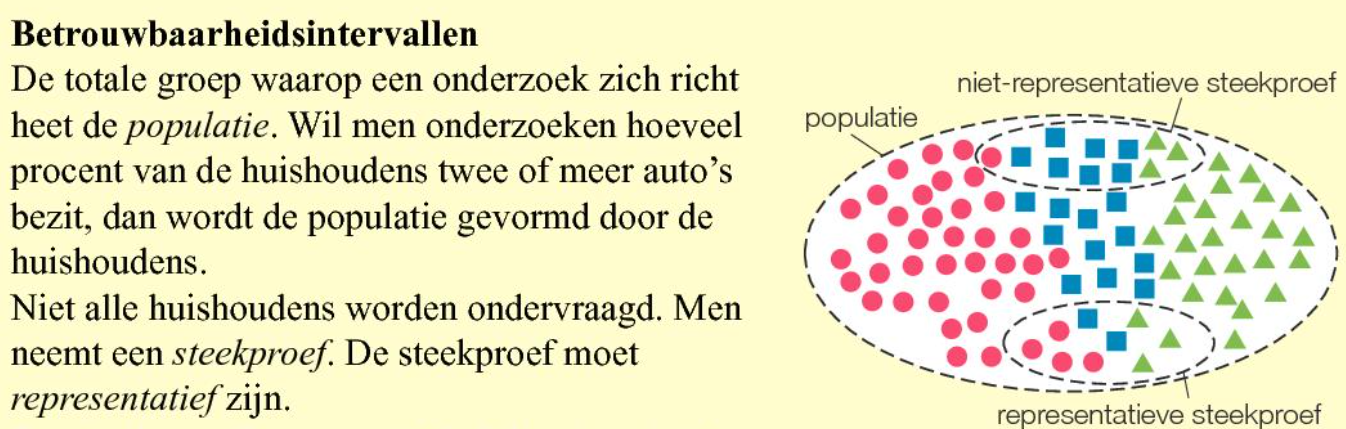 Betrouwbaarheidsintervallen
De totale groep waarop een onderzoek zich richt
heet de populatie. Wil men onderzoeken hoeveel
procent van de huishoudens twee of meer auto's
bezit, dan wordt de populatie gevormd door de
huishoudens.
Niet alle huishoudens worden ondervraagd. Men
neemt een steekproef. De steekproef moet
representatief zijn.
niet-representatieve steekproef
populatie
representatieve steekproef